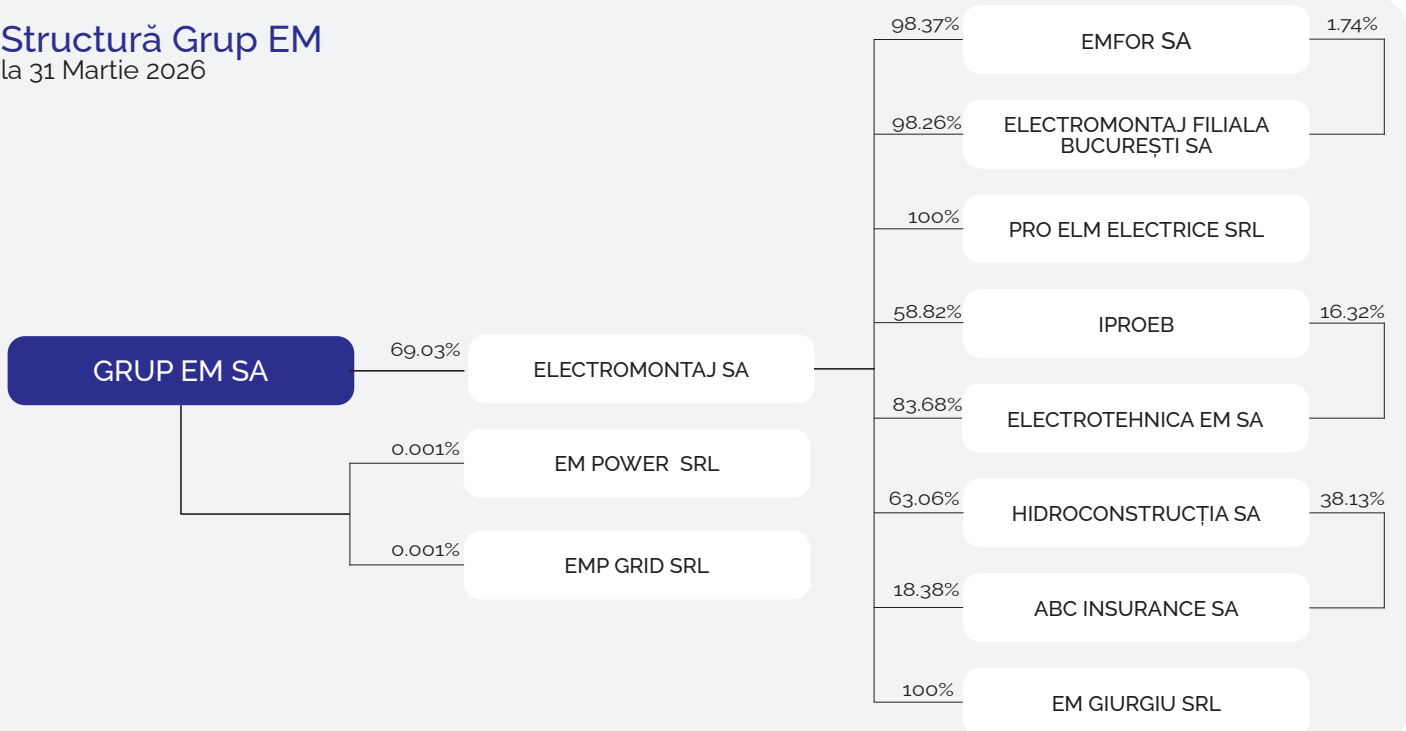 Structură Grup EM
la 31 Martie 2026
GRUP EM SA
69.03%
ELECTROMONTAJ SA
0.001%
EM POWER SRL
0.001%
EMP GRID SRL
98.37%
EMFOR SA
1.74%
98.26%
ELECTROMONTAJ FILIALA
BUCUREȘTI SA
100%
PRO ELM ELECTRICE SRL
58.82%
IPROEB
16.32%
83.68%
ELECTROTEHNICA EM SA
63.06%
HIDROCONSTRUCȚIA SA
38.13%
18.38%
ABC INSURANCE SA
100%
EM GIURGIU SRL